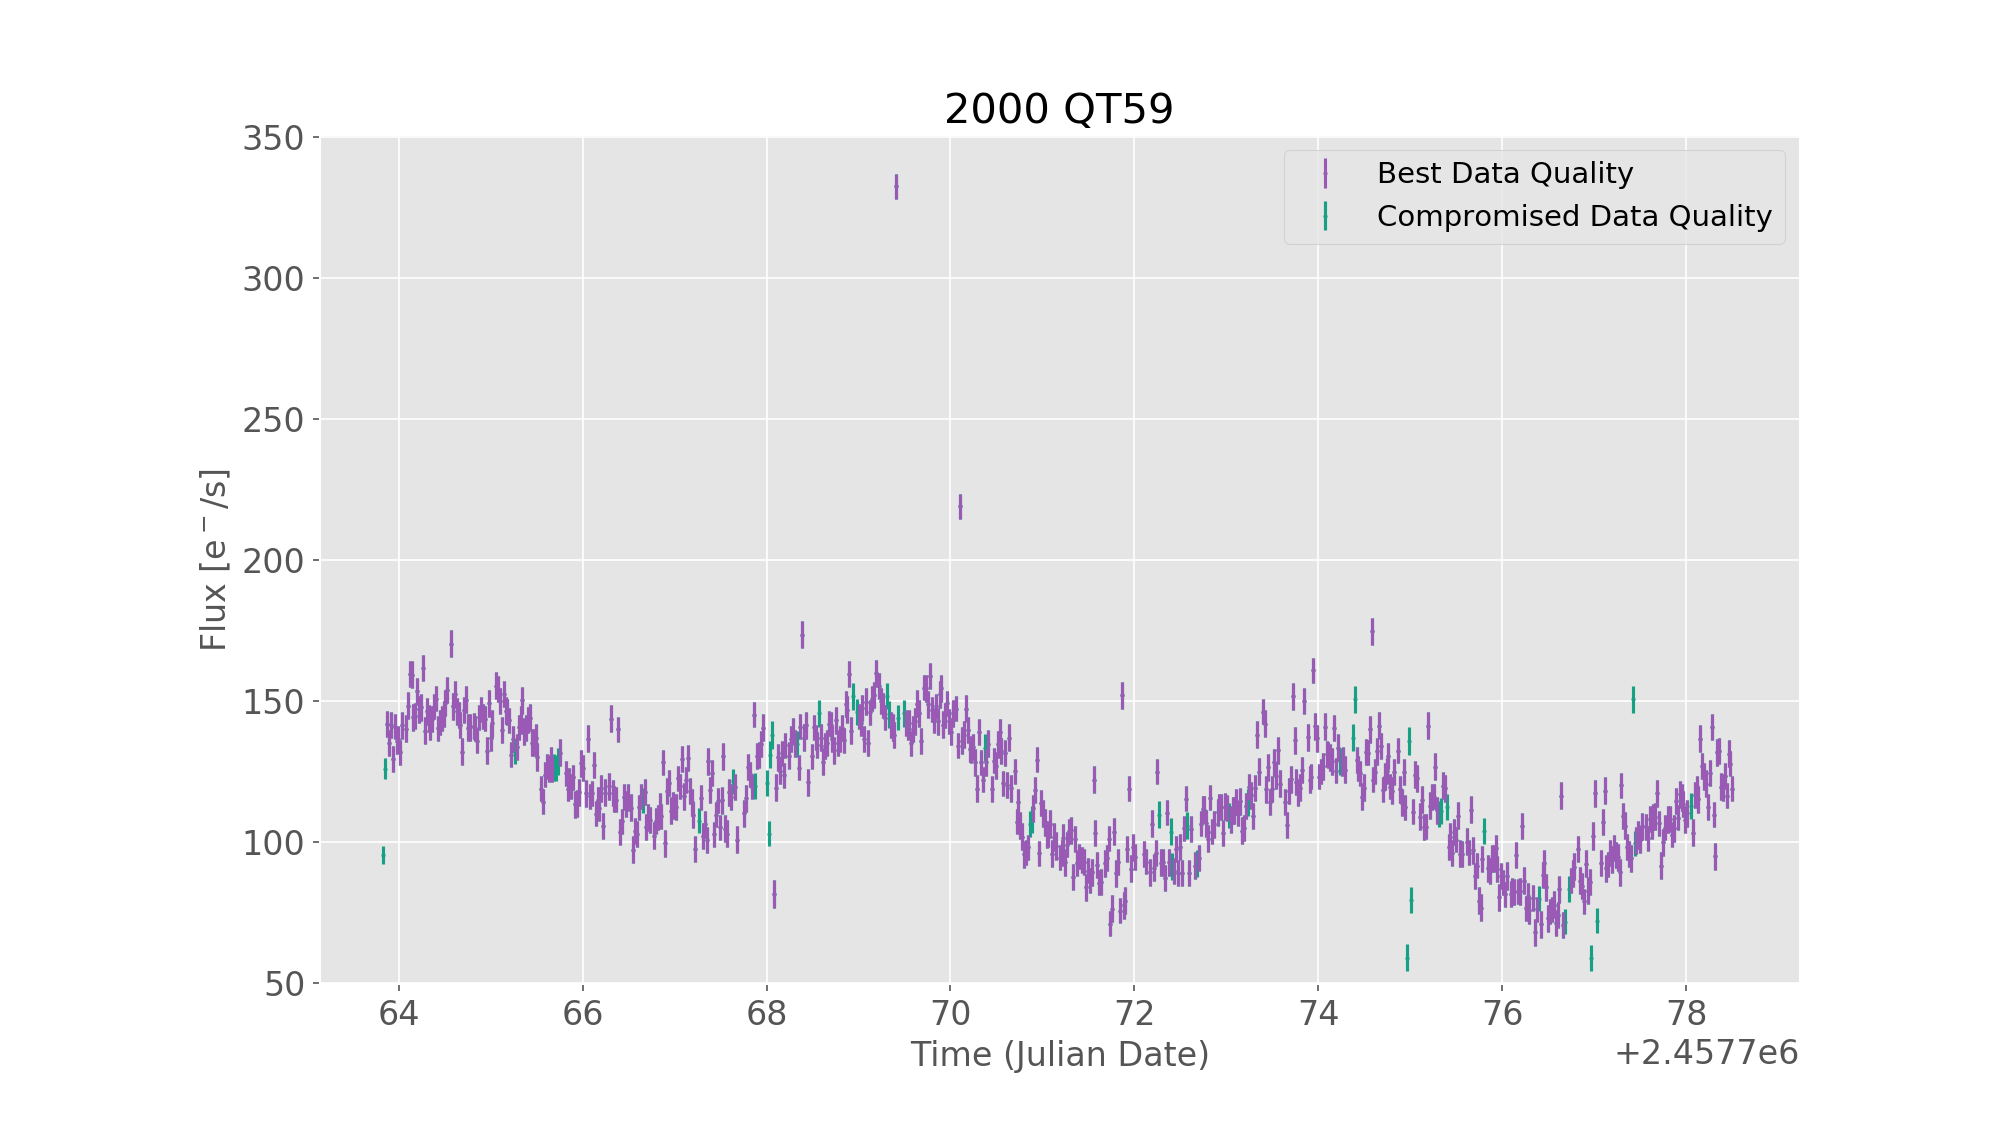 2000 QT59
350
300
250
200
150
100
50
Flux [e⁻/s]
Best Data Quality
Compromised Data Quality
64 66 68 70 72 74 76 78
Time (Julian Date)
+2.4577e6